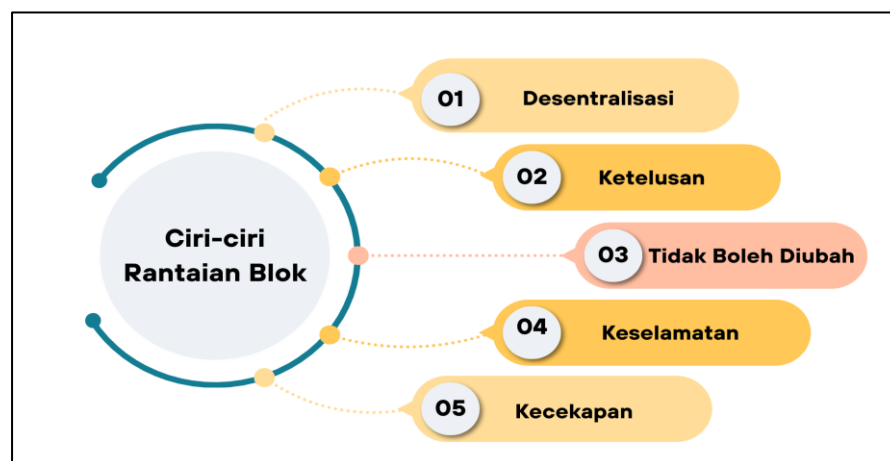 Ciri-ciri
Rantaian Blok
01 Desentralisasi
02 Ketelusan
03 Tidak Boleh Diubah
04 Keselamatan
05 Kecekapan